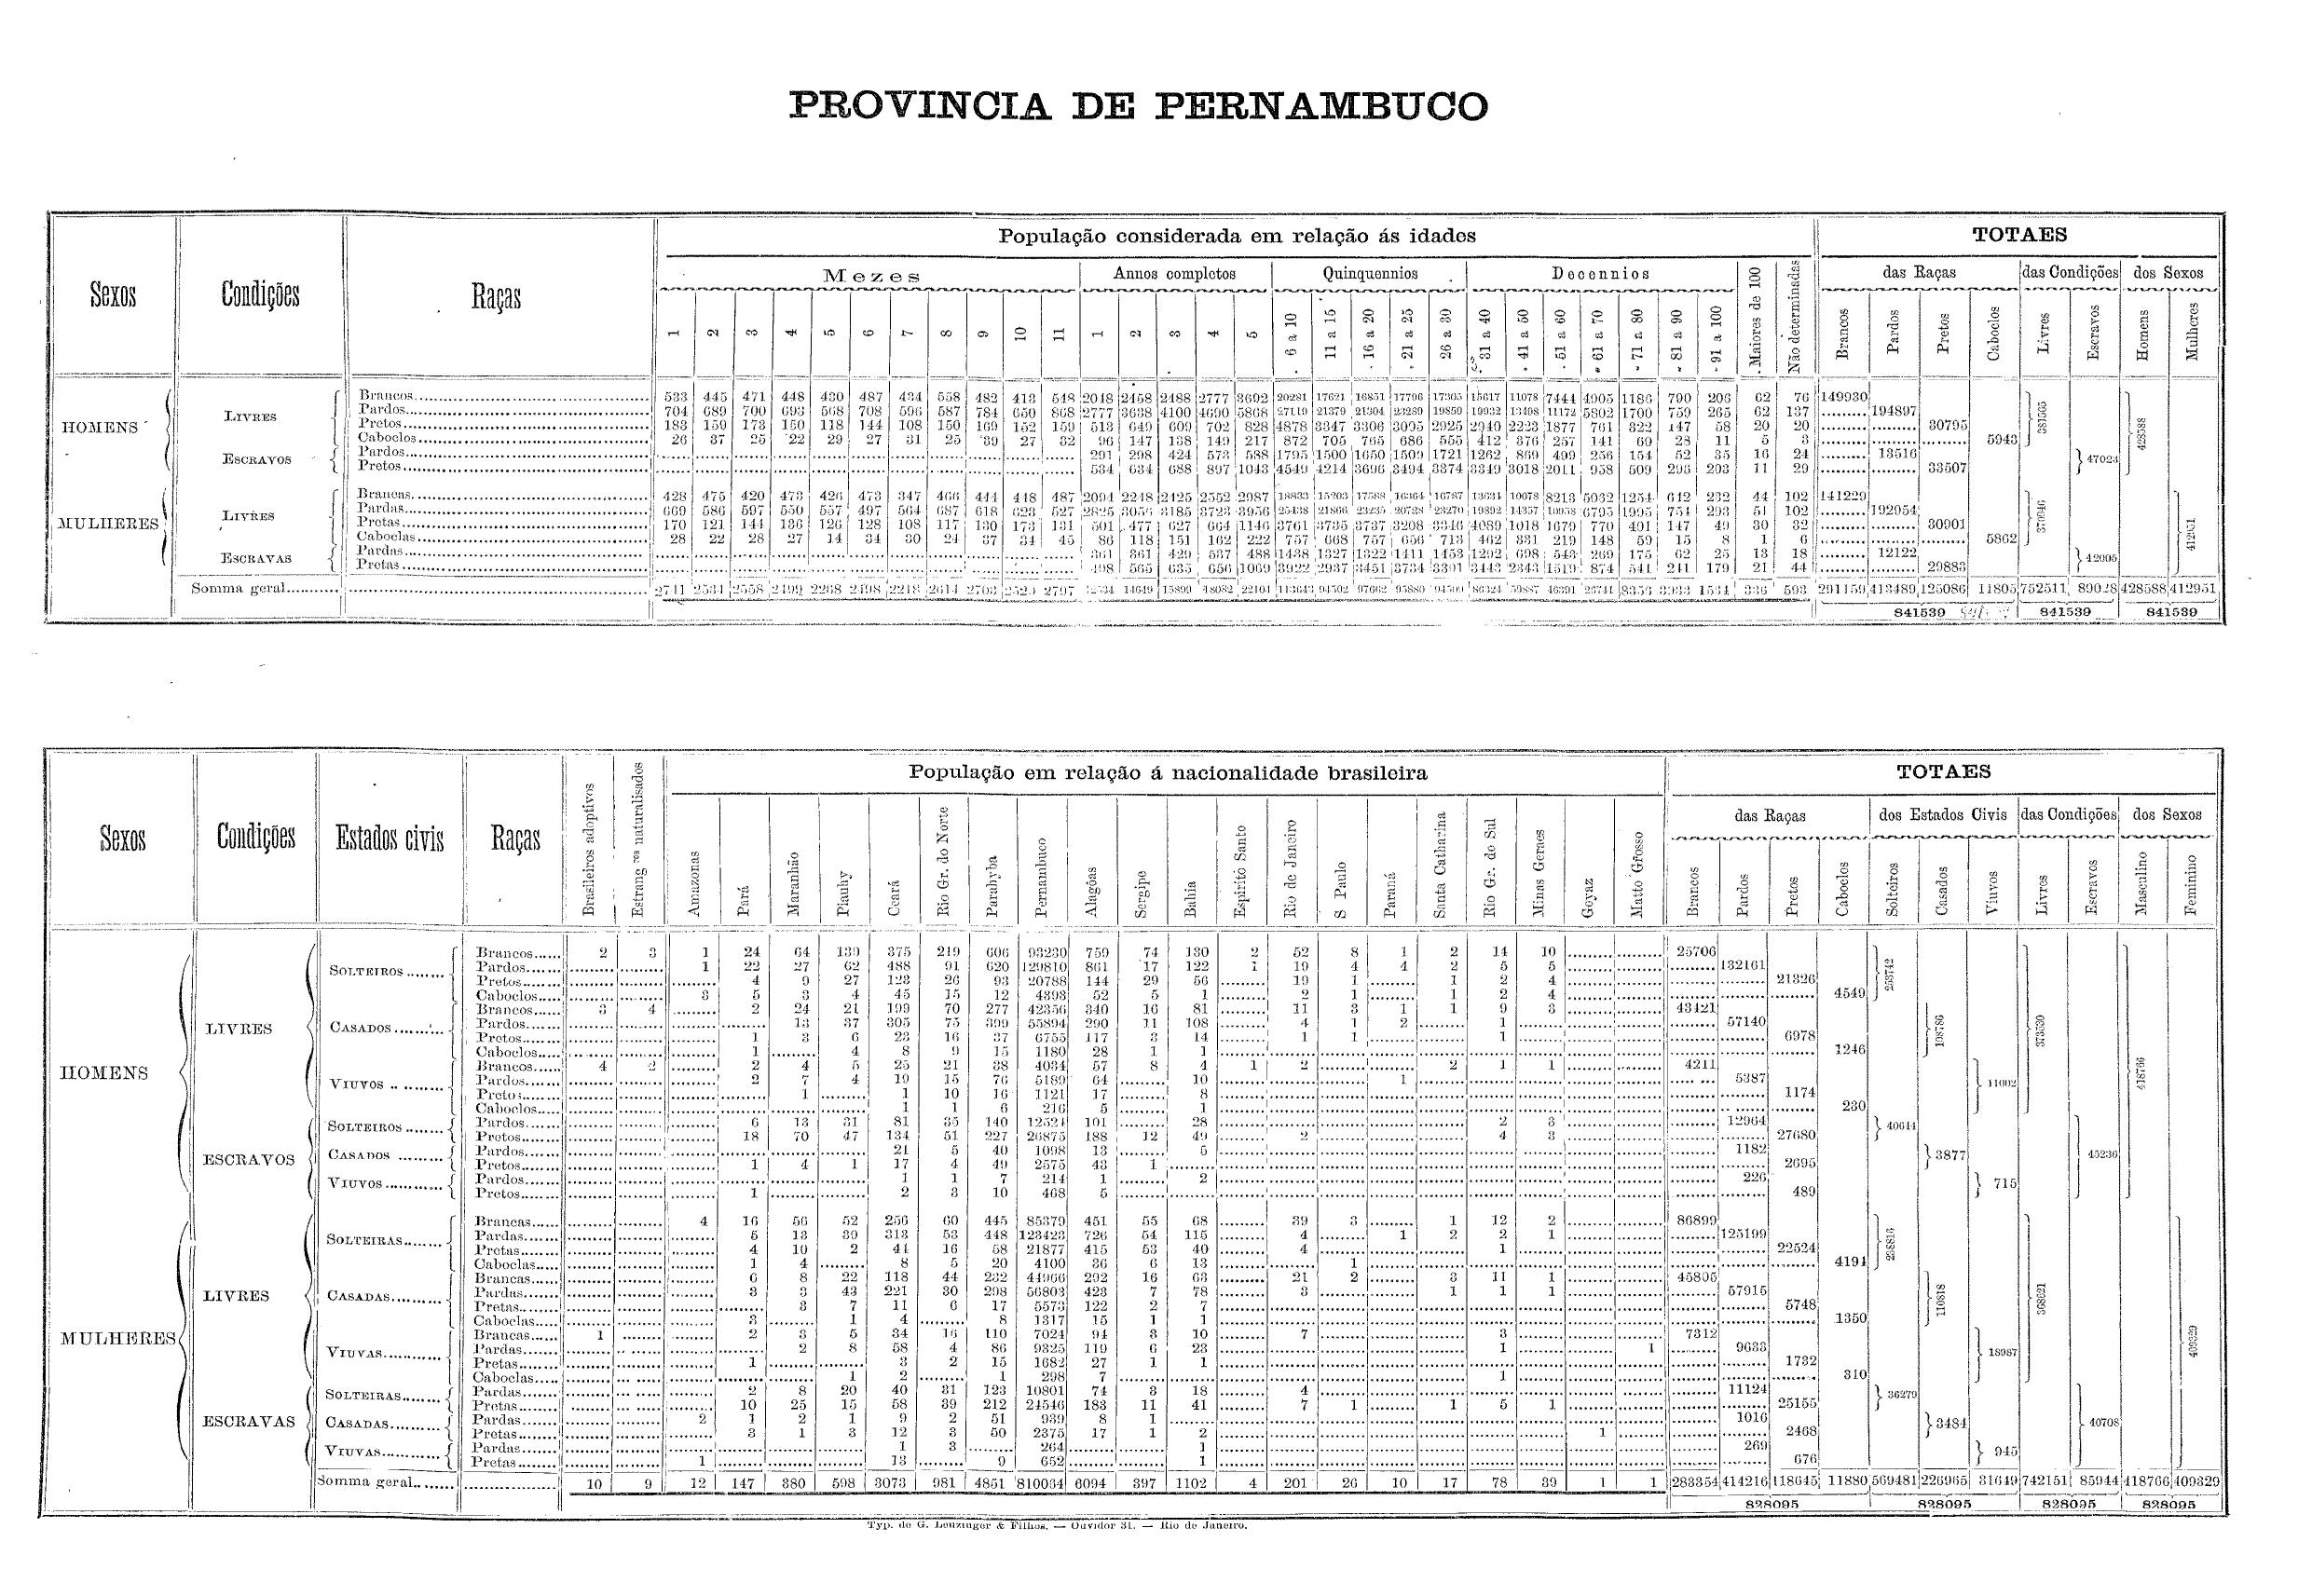 PROVINCIA DE PERNAMBUCO
População considerada em relação ás idades
TOTAES
Sexos Condições Raças
Mezes Annos completos Quinquennios Decennios Maiores de 100 Não determinadas
das Raças das Condições dos Sexos
1 2 3 4 5 6 7 8 9 10 11 1 2 3 4 5 6 a 10 11 a 15 16 a 20 21 a 25 26 a 30 31 a 40 41 a 50 51 a 60 61 a 70 71 a 80 81 a 90 91 a 100 Brancos Pardos Pretos Caboclos Livres Escravos Homens Mulheres
HOMENS
LIVRES
Brancos 533 445 471 448 430 487 434 558 482 413 548 2018 2458 2488 2777 3602 20281 17621 16851 17796 17305 15617 11078 7444 4905 1186 790 206 62 76 149930
Pardos 704 689 700 693 568 708 596 587 784 650 868 2777 3638 4100 4690 5868 27119 21379 21304 23289 19859 19932 13498 11172 5802 1700 759 265 62 137 194897
Pretos 183 159 173 150 118 144 108 150 169 152 159 513 649 609 702 828 4878 3347 3306 3095 2925 2940 2223 1877 761 322 147 58 20 20 30795
Caboclos 26 37 25 22 29 27 31 25 39 27 32 96 147 138 149 217 872 705 765 686 555 412 376 257 141 60 28 11 5 3 5943
381565
ESCRAVOS
Pardos 291 298 424 573 588 1795 1500 1650 1509 1721 1262 869 499 256 154 52 35 16 24 13516
Pretos 534 634 688 897 1043 4549 4214 3696 3494 3374 3349 3018 2011 958 509 296 203 11 29 33507
47023
428588
MULHERES
LIVRES
Brancas 428 475 420 473 426 473 347 466 444 418 487 2094 2248 2425 2552 2987 18833 15203 17588 16364 16787 13631 10078 8213 5032 1254 612 232 44 102 141229
Pardas 669 586 597 550 557 497 564 687 618 623 527 2825 3056 3185 3723 3956 25438 21866 23235 20738 23270 19892 14357 10958 6795 1995 754 293 51 102 192054
Pretas 170 121 144 136 126 128 108 117 130 173 131 501 477 627 664 1146 3761 3735 3737 3208 3346 4089 1018 1679 770 491 147 49 30 32 30901
Caboclas 28 22 28 27 14 34 30 24 37 34 45 86 118 151 162 222 757 668 757 656 713 462 331 219 148 59 15 8 1 6 5862
370946
ESCRAVAS
Pardas 361 361 429 537 488 1438 1327 1322 1411 1453 1292 698 543 269 175 62 25 13 18 12122
Pretas 498 565 635 656 1069 3922 2937 3451 3734 3391 3443 2343 1519 874 541 241 179 21 44 29883
42005
412951
Somma geral 2741 2534 2558 2499 2268 2498 2218 2614 2703 2797 14649 15899 18082 22101 113643 94502 97662 95880 86324 59887 46391 1534 336 593 291159 413489 125086 11805 752511 89028 428588 412951
841539 841539 841539
População em relação á nacionalidade brasileira
TOTAES
Sexos Condições Estados civis Raças Brasileiros adoptivos Estrang.ros naturalisados
das Raças dos Estados Civis das Condições dos Sexos
Amazonas Pará Maranhão Piauhy Ceará Rio Gr. do Norte Parahyba Pernambuco Alagôas Sergipe Bahia Espirito Santo Rio de Janeiro S Paulo Paraná Santa Catharina Rio Gr. do Sul Minas Geraes Goyaz Matto Grosso Brancos Pardos Pretos Caboclos Solteiros Casados Viuvos Livres Escravos Masculino Feminino
HOMENS
LIVRES
SOLTEIROS
Brancos 2 3 1 24 64 139 375 219 606 93230 759 74 130 2 52 8 1 2 14 10 25706
Pardos 1 22 27 62 488 91 620 129810 861 17 122 1 19 4 4 2 5 5 132161
Pretos 4 9 27 123 26 93 20788 144 29 56 19 1 1 2 4 21326
Caboclos 3 5 3 4 45 15 12 4393 52 5 1 2 1 1 2 4 4549
253742
CASADOS
Brancos 3 4 2 24 21 199 70 277 42356 340 16 81 11 3 1 1 9 3 43421
Pardos 13 37 305 75 399 55894 290 11 108 4 1 2 1 57140
Pretos 1 3 6 23 16 37 6755 117 3 14 1 1 1 6978
Caboclos 1 4 8 9 15 1180 28 1 1 1246
108786
VIUVOS
Brancos 4 2 2 4 5 25 21 38 4034 57 8 4 1 2 2 1 1 4211
Pardos 2 7 4 19 15 76 5189 64 10 1 5387
Pretos 1 1 10 16 1121 17 8 1174
Caboclos 1 1 6 216 5 1 230
11002
373530
ESCRAVOS
SOLTEIROS
Pardos 6 13 31 81 35 140 12524 101 28 2 3 12964
Pretos 18 70 47 134 51 227 26875 188 12 49 2 4 3 27680
40644
CASADOS
Pardos 21 5 40 1098 13 5 1182
Pretos 1 4 1 17 4 49 2575 43 1 2695
3877
VIUVOS
Pardos 1 1 7 214 1 2 226
Pretos 1 2 3 10 468 5 489
715
45236
418766
MULHERES
LIVRES
SOLTEIRAS
Brancas 4 16 56 52 256 60 445 85379 451 55 68 39 3 1 12 2 86899
Pardas 5 13 39 313 53 448 123423 726 54 115 4 1 2 2 1 125199
Pretas 4 10 2 41 16 58 21877 415 53 40 4 1 22524
Caboclas 1 4 8 5 20 4100 36 6 13 1 4194
238816
CASADAS
Brancas 6 8 22 118 44 232 44966 292 16 63 21 2 3 11 1 45805
Pardas 3 3 43 221 30 298 56803 423 7 78 3 1 1 1 57915
Pretas 3 7 11 6 17 5573 122 2 7 5748
Caboclas 3 1 4 8 1317 15 1 1 1350
110818
VIUVAS
Brancas 1 2 3 5 34 16 110 7024 94 3 10 7 3 7312
Pardas 2 8 58 4 86 9325 119 6 23 1 1 9633
Pretas 1 3 2 15 1682 27 1 1 1732
Caboclas 1 2 1 298 7 1 310
18987
368621
ESCRAVAS
SOLTEIRAS
Pardas 2 8 20 40 31 123 10801 74 3 18 4 11124
Pretas 10 25 15 58 39 212 24546 183 11 41 7 1 1 5 1 25155
36279
CASADAS
Pardas 2 1 2 1 9 2 51 939 8 1 1016
Pretas 3 1 3 12 3 50 2375 17 1 2 1 2468
3484
VIUVAS
Pardas 1 3 264 1 269
Pretas 1 13 9 652 1 676
945
40708
409329
Somma geral 10 9 12 147 380 598 3073 981 4851 810034 6094 397 1102 4 201 26 10 17 78 39 1 1 283354 414216 118645 11880 569481 226965 31649 742151 85944 418766 409329
828095 828095 828095 828095
Typ. de G. Leuzinger & Filhos. — Ouvidor 31. — Rio de Janeiro.